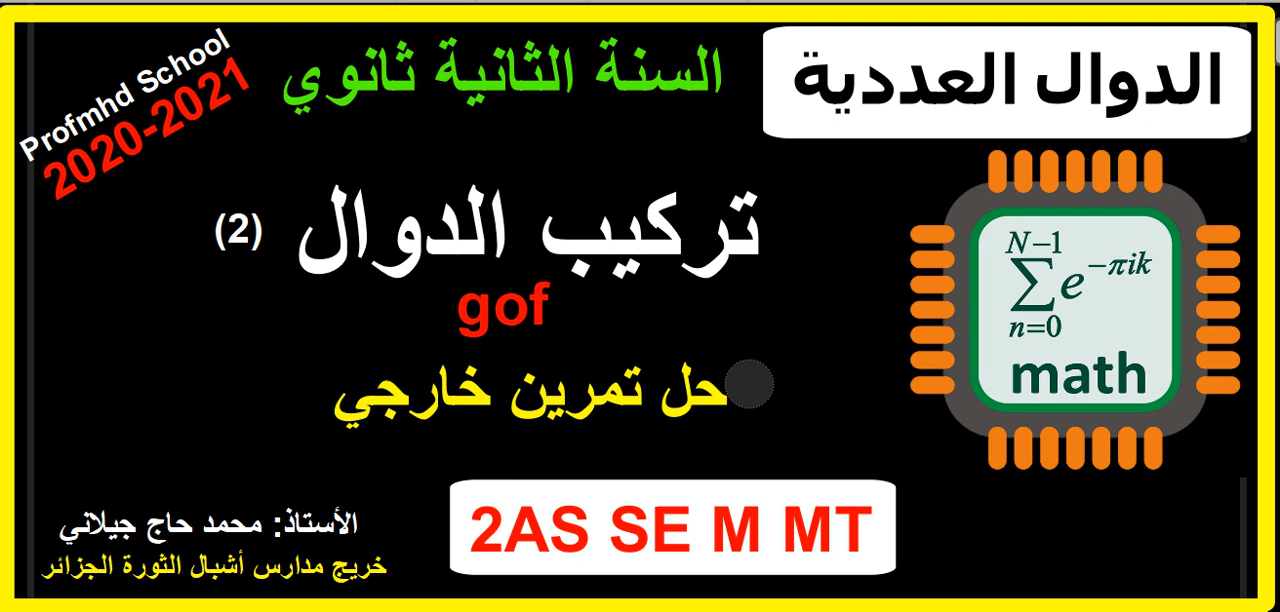 الدوال العددية
السنة الثانية ثانوي
Profmhd School
2020-2021
تركيب الدوال (2)
gof
حل تمرين خارجي
N-1
∑ e^{-πik}
n=0
math
2AS SE M MT
الأستاذ: محمد حاج جيلاني
خريج مدارس أشبال الثورة الجزائر